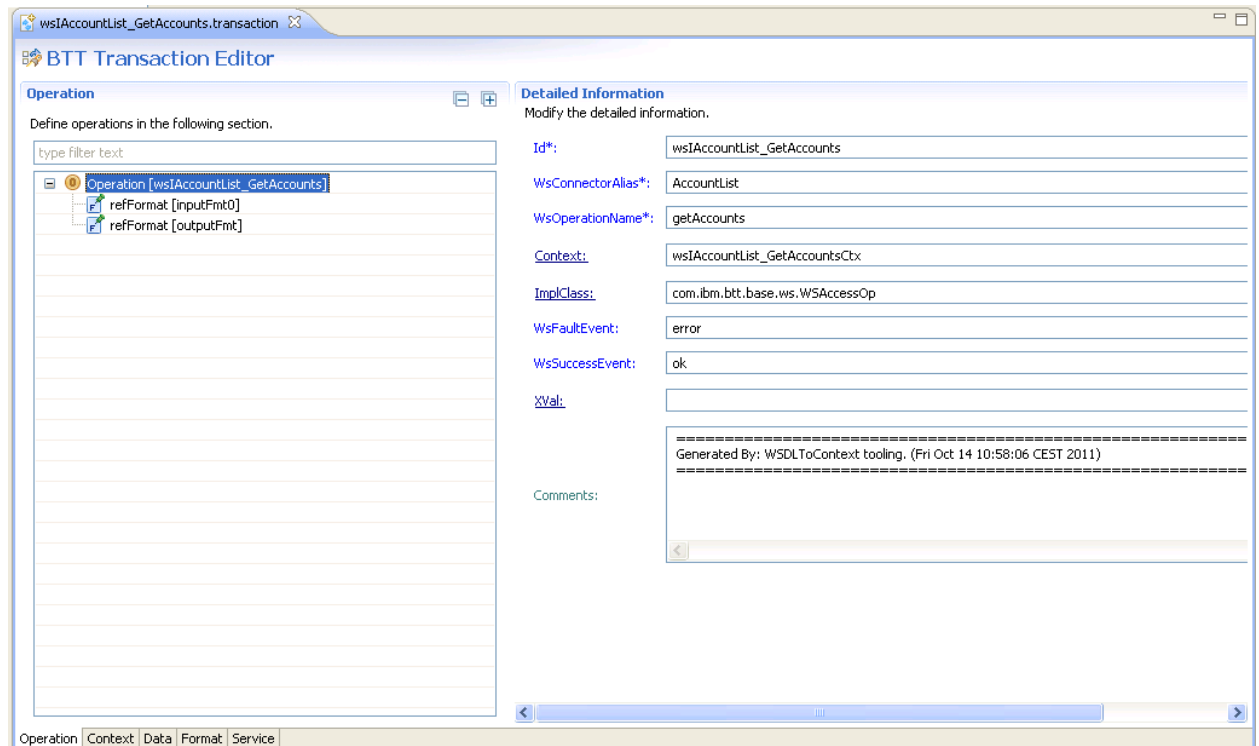 wsIAccountList_GetAccounts.transaction
BTT Transaction Editor
Operation
Define operations in the following section.
type filter text
Operation [wsIAccountList_GetAccounts]
refFormat [inputFmt0]
refFormat [outputFmt]
Detailed Information
Modify the detailed information.
Id*: wsIAccountList_GetAccounts
WsConnectorAlias*: AccountList
WsOperationName*: getAccounts
Context: wsIAccountList_GetAccountsCtx
ImplClass: com.ibm.btt.base.ws.WSAccessOp
WsFaultEvent: error
WsSuccessEvent: ok
XVal:
Comments:
==========================================================
Generated By: WSDLToContext tooling. (Fri Oct 14 10:58:06 CEST 2011)
==========================================================
Operation Context Data Format Service